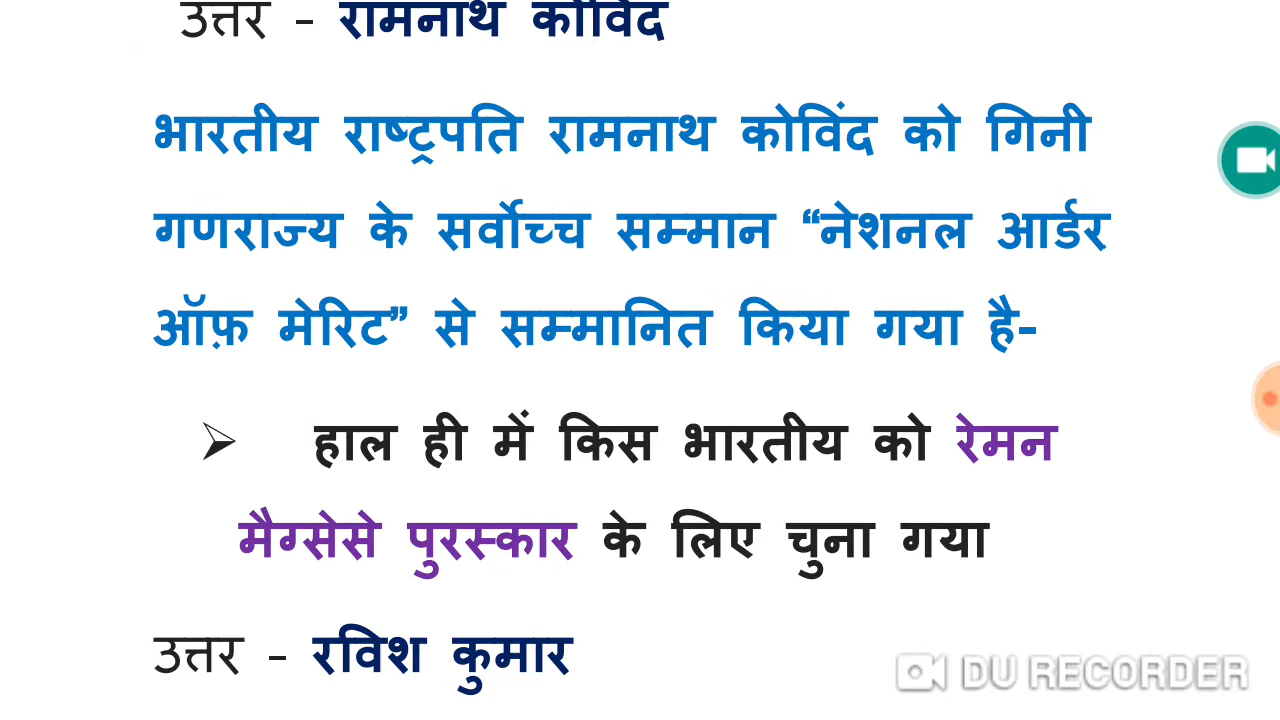 उत्तर – रामनाथ कोविंद
भारतीय राष्ट्रपति रामनाथ कोविंद को गिनी
गणराज्य के सर्वोच्च सम्मान “नेशनल आर्डर
ऑफ़ मेरिट” से सम्मानित किया गया है-
➢ हाल ही में किस भारतीय को रेमन
मैग्सेसे पुरस्कार के लिए चुना गया
उत्तर – रविश कुमार
DU RECORDER